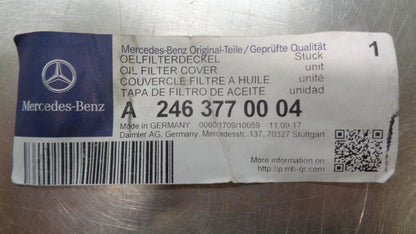 Mercedes-Benz Original-Teile/Geprüfte Qualität
1
OELFILTERDECKEL Stück
OIL FILTER COVER unit
COUVERCLE FILTRE A HUILE unité
TAPA DE FILTRO DE ACEITE unidad
Mercedes-Benz
A 246 377 00 04
Made in GERMANY 0060/1709/10059 11.09.17
Daimler AG, Germany, Mercedesstr. 137, 70327 Stuttgart
More information on
http://p.mb-qr.com/